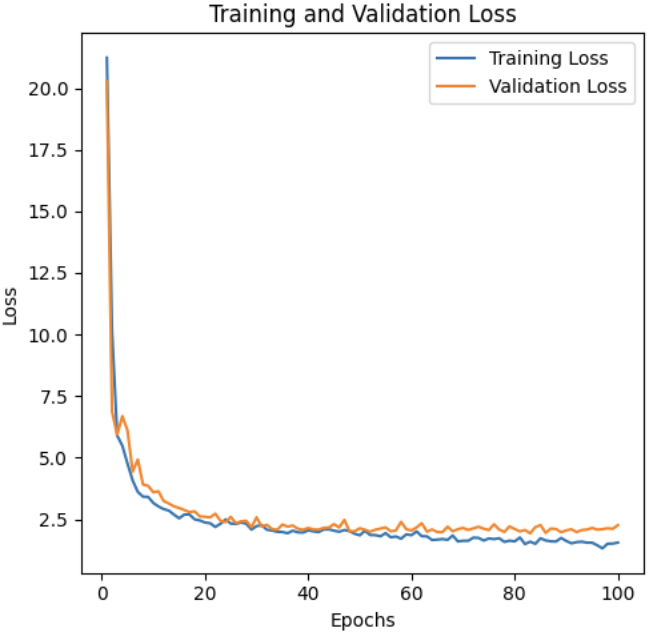 Training and Validation Loss
Training Loss
Validation Loss
20.0
17.5
15.0
12.5
10.0
7.5
5.0
2.5
Loss
0 20 40 60 80 100
Epochs